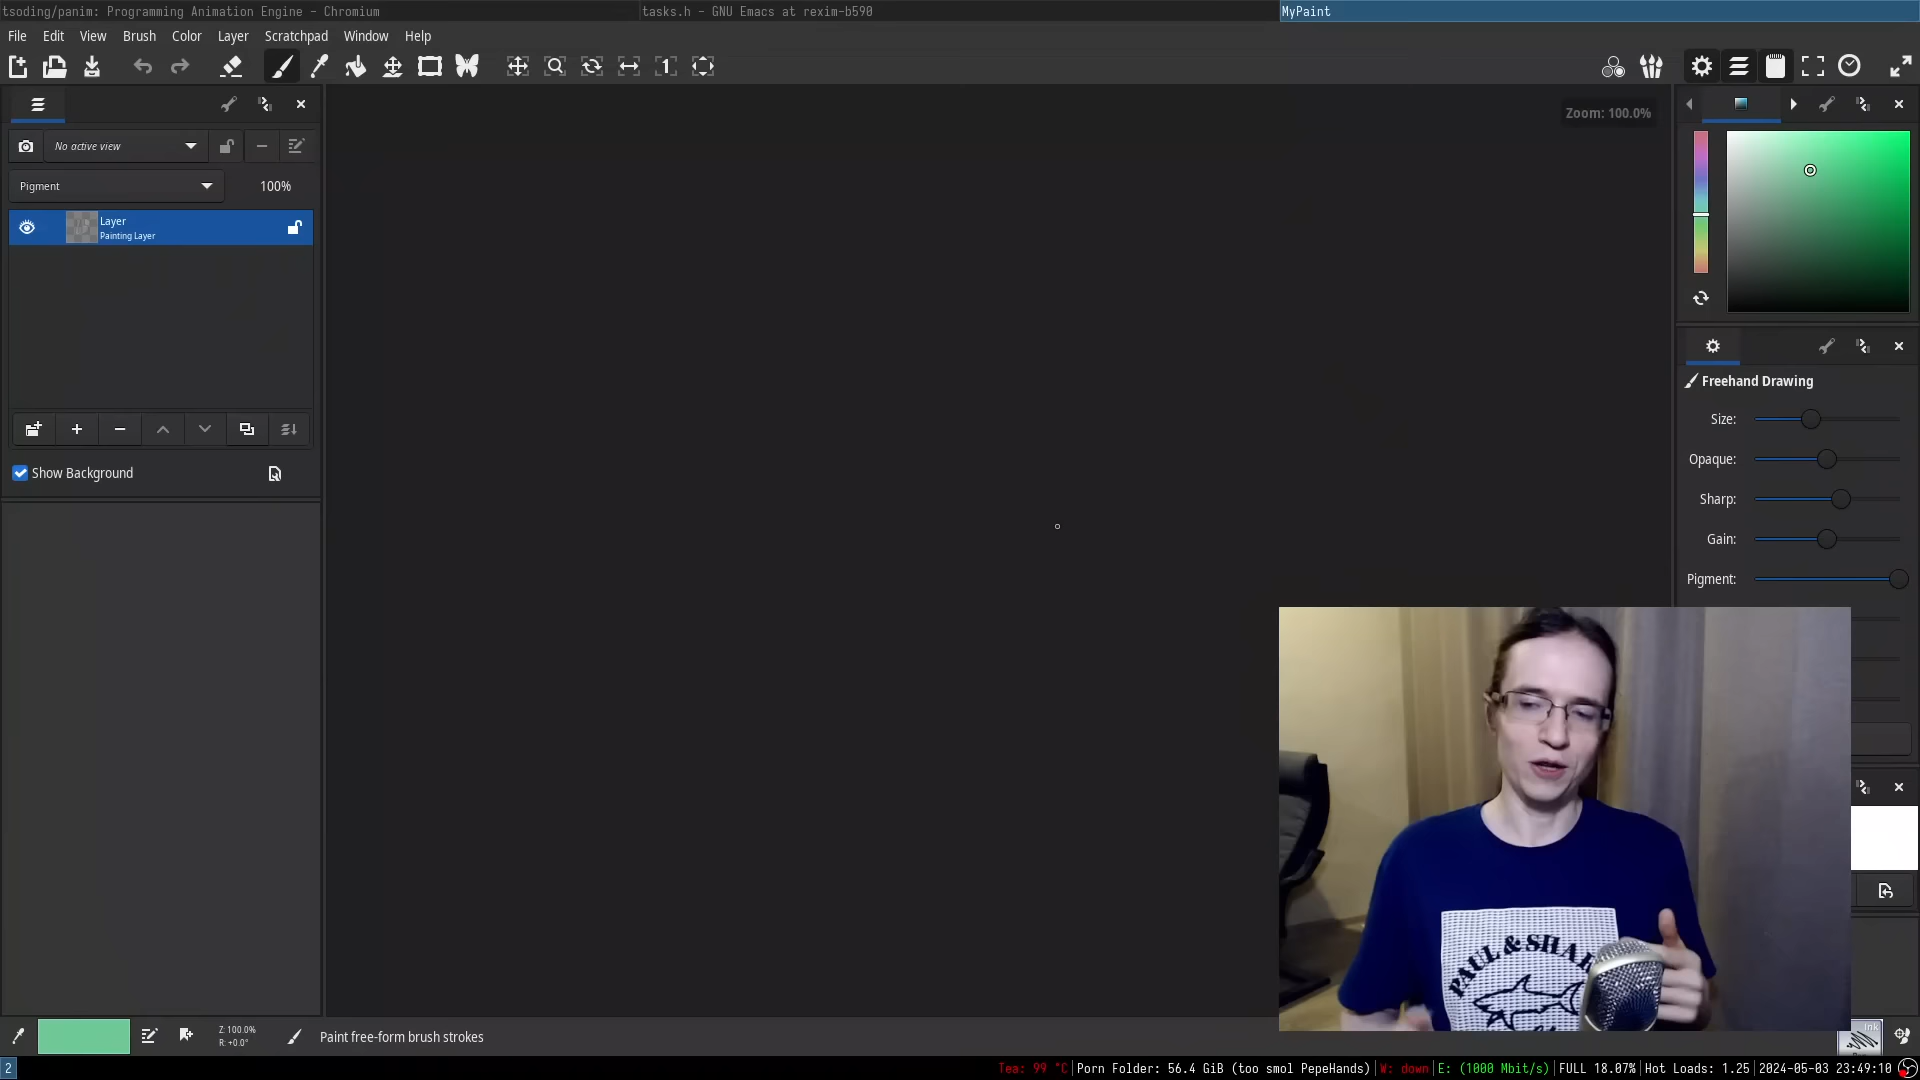 tsoding/panim: Programming Animation Engine - Chromium
tasks.h - GNU Emacs at rexim-b590
MyPaint
File Edit View Brush Color Layer Scratchpad Window Help
Zoom: 100.0%
No active view
Pigment
100%
Layer
Painting Layer
Show Background
Freehand Drawing
Size:
Opaque:
Sharp:
Gain:
Pigment:
PAUL & SHA
Z: 100.0%
R: +0.0°
Paint free-form brush strokes
Ink
2
Tea: 99 °C|Porn Folder: 56.4 GiB (too smol PepeHands)|W: down|E: (1000 Mbit/s)|FULL 18.07%|Hot Loads: 1.25|2024-05-03 23:49:10